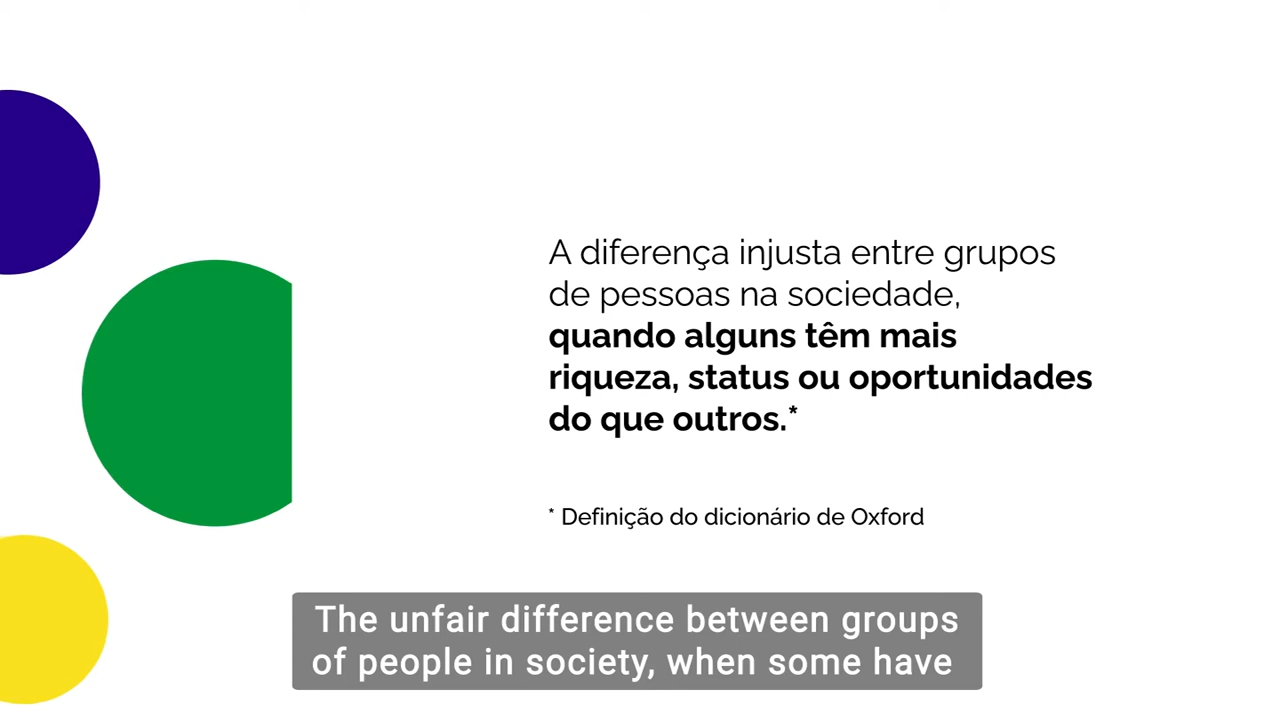 A diferença injusta entre grupos
de pessoas na sociedade,
quando alguns têm mais
riqueza, status ou oportunidades
do que outros.*
* Definição do dicionário de Oxford
The unfair difference between groups
of people in society, when some have